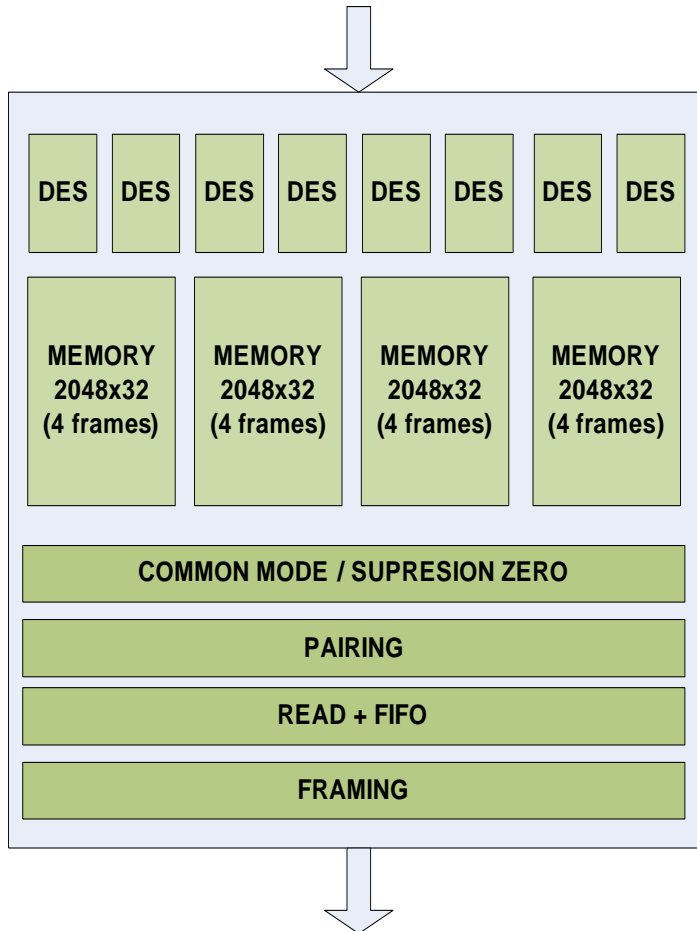 DES DES DES DES DES DES DES DES
MEMORY MEMORY MEMORY MEMORY
2048x32 2048x32 2048x32 2048x32
(4 frames) (4 frames) (4 frames) (4 frames)
COMMON MODE / SUPRESION ZERO
PAIRING
READ + FIFO
FRAMING